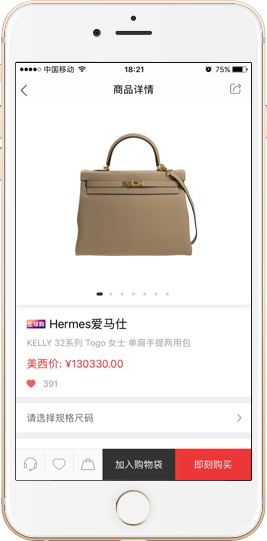 中国移动 18:21 75%
商品详情
全球购 Hermes爱马仕
KELLY 32系列 Togo 女士 单肩手提两用包
美西价: ¥130330.00
391
请选择规格尺码
加入购物袋 即刻购买